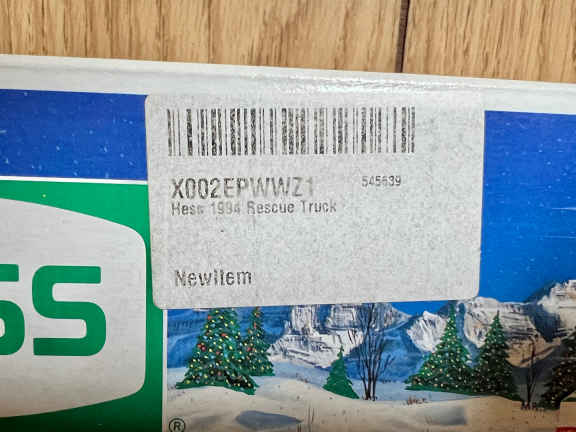 X002EPWWZ1 545639
Hess 1994 Rescue Truck
NewItem
SS
®